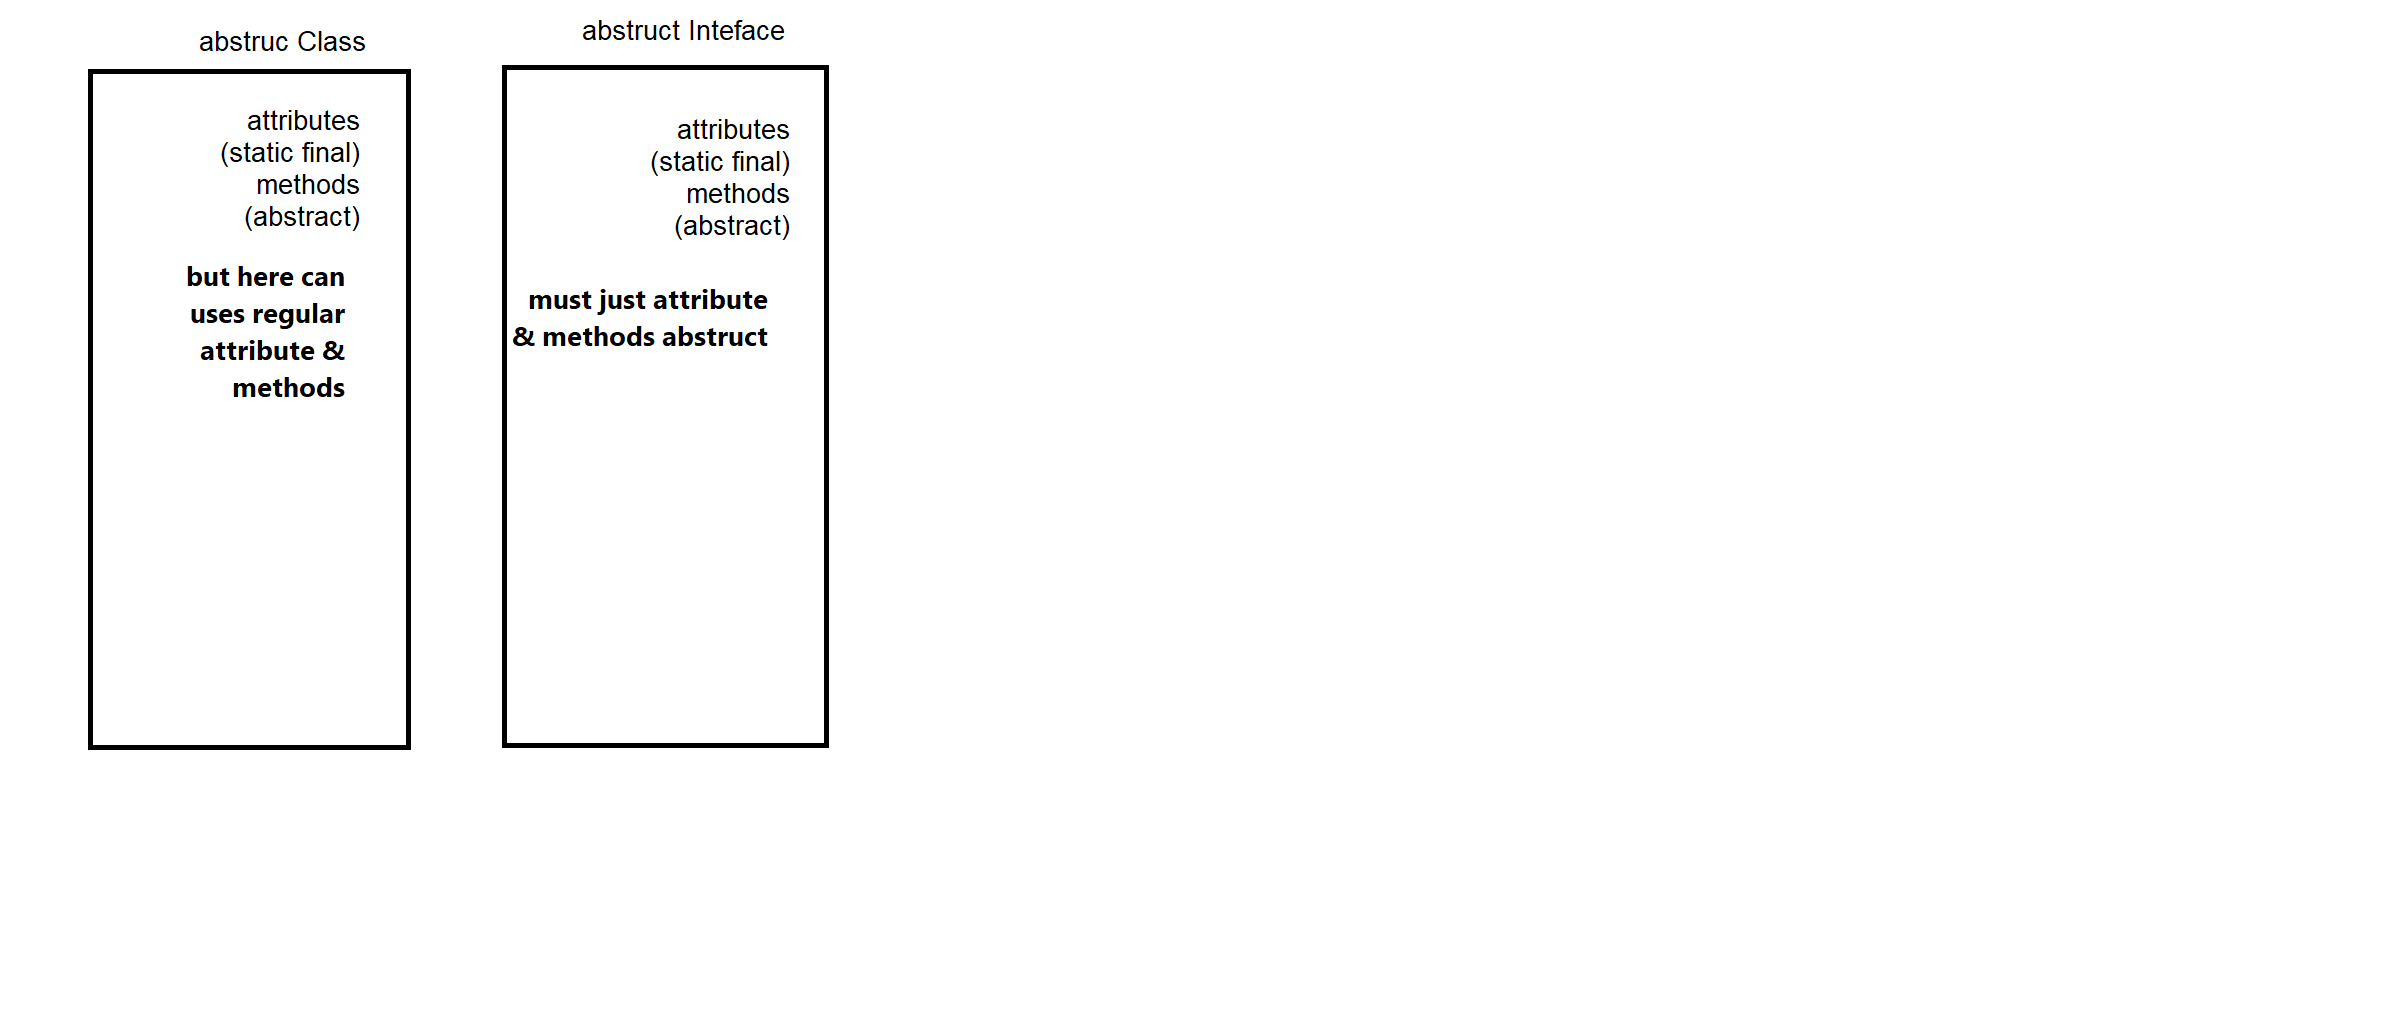 abstruc Class
attributes
(static final)
methods
(abstract)
but here can
uses regular
attribute &
methods
abstruct Inteface
attributes
(static final)
methods
(abstract)
must just attribute
& methods abstruct